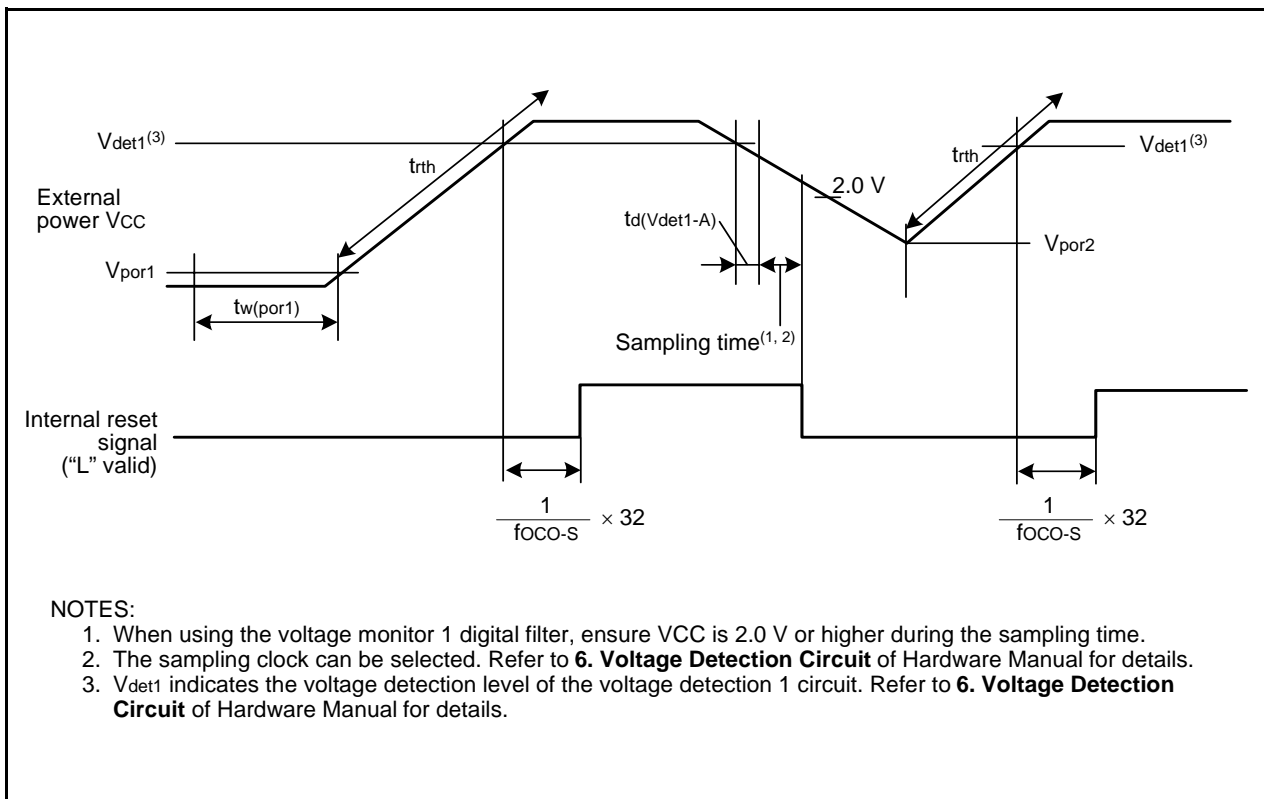 Vdet1(3)
trth
External
power VCC
Vpor1
tw(por1)
td(Vdet1-A)
2.0 V
Sampling time(1, 2)
trth
Vdet1(3)
Vpor2
Internal reset
signal
(“L” valid)
1
fOCO-S
× 32
1
fOCO-S
× 32
NOTES:
1. When using the voltage monitor 1 digital filter, ensure VCC is 2.0 V or higher during the sampling time.
2. The sampling clock can be selected. Refer to 6. Voltage Detection Circuit of Hardware Manual for details.
3. Vdet1 indicates the voltage detection level of the voltage detection 1 circuit. Refer to 6. Voltage Detection
Circuit of Hardware Manual for details.